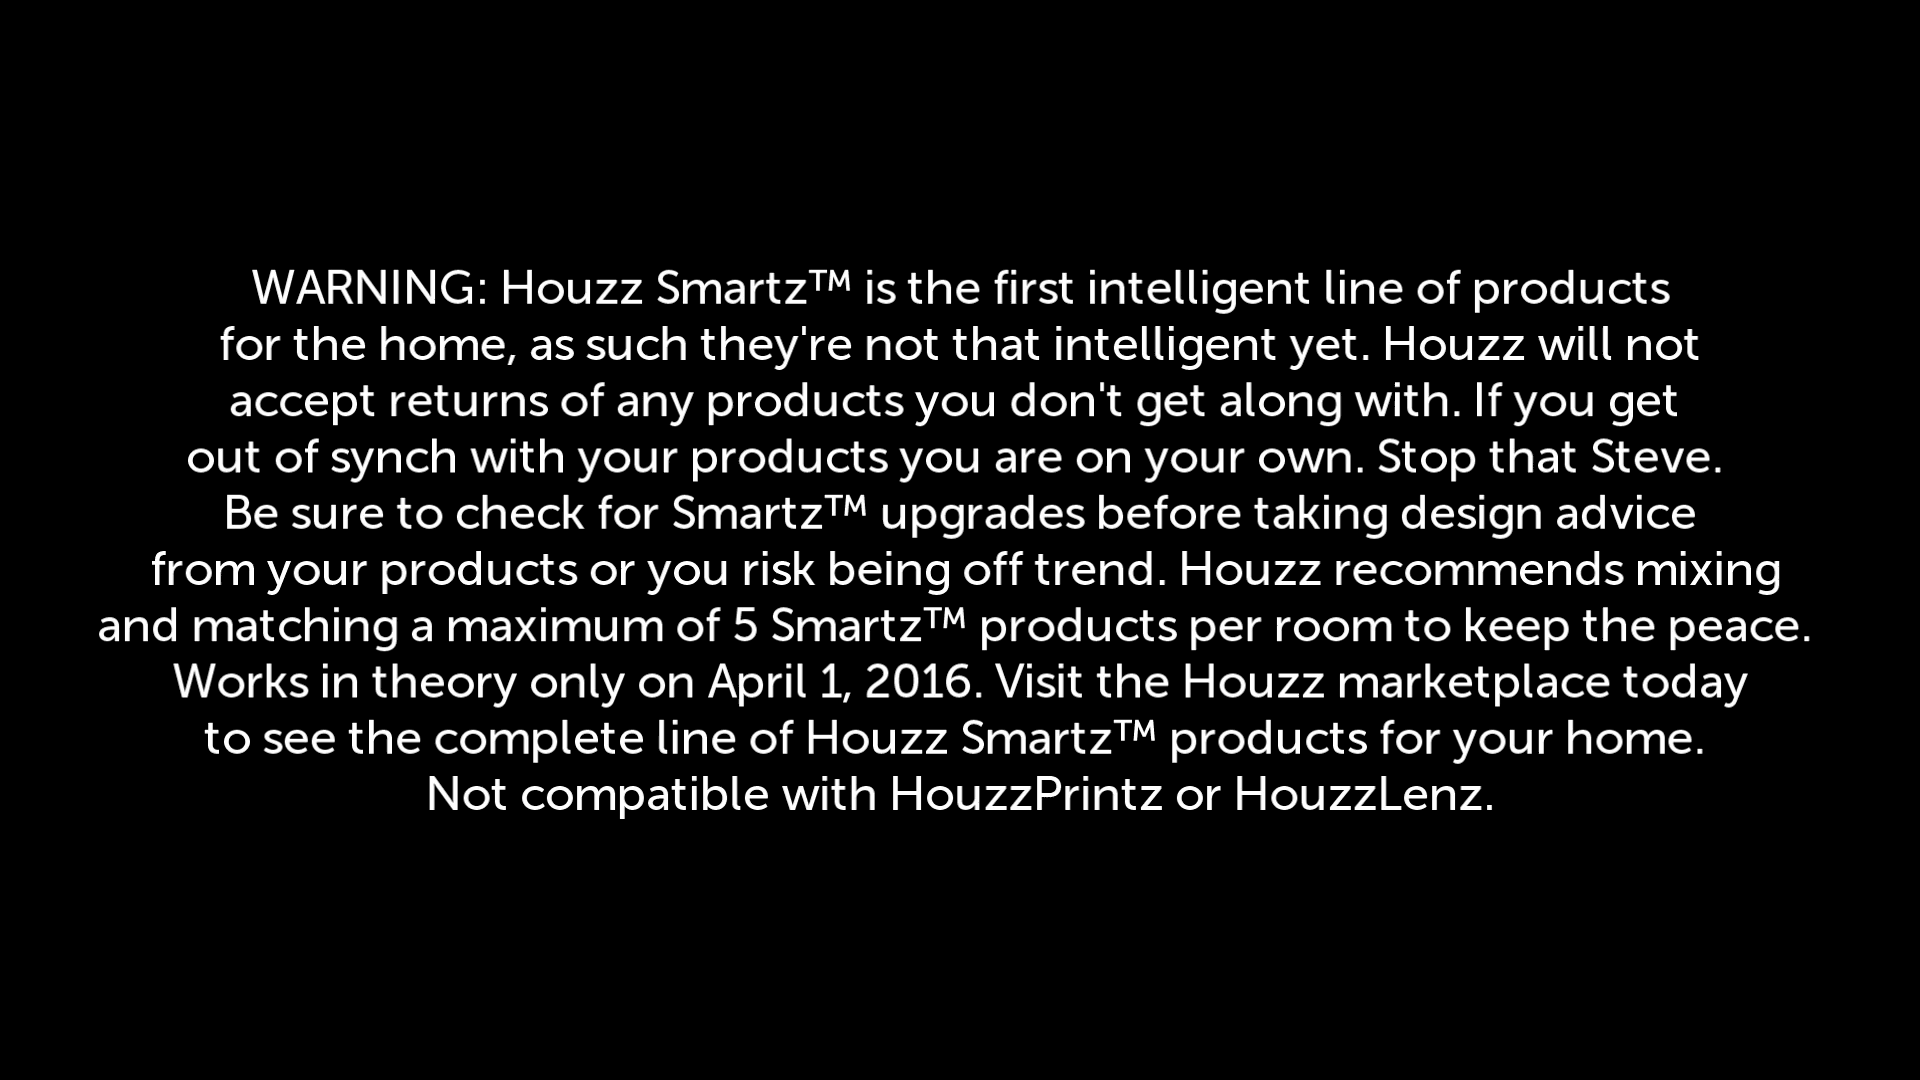 WARNING: Houzz Smartz™ is the first intelligent line of products
for the home, as such they're not that intelligent yet. Houzz will not
accept returns of any products you don't get along with. If you get
out of synch with your products you are on your own. Stop that Steve.
Be sure to check for Smartz™ upgrades before taking design advice
from your products or you risk being off trend. Houzz recommends mixing
and matching a maximum of 5 Smartz™ products per room to keep the peace.
Works in theory only on April 1, 2016. Visit the Houzz marketplace today
to see the complete line of Houzz Smartz™ products for your home.
Not compatible with HouzzPrintz or HouzzLenz.